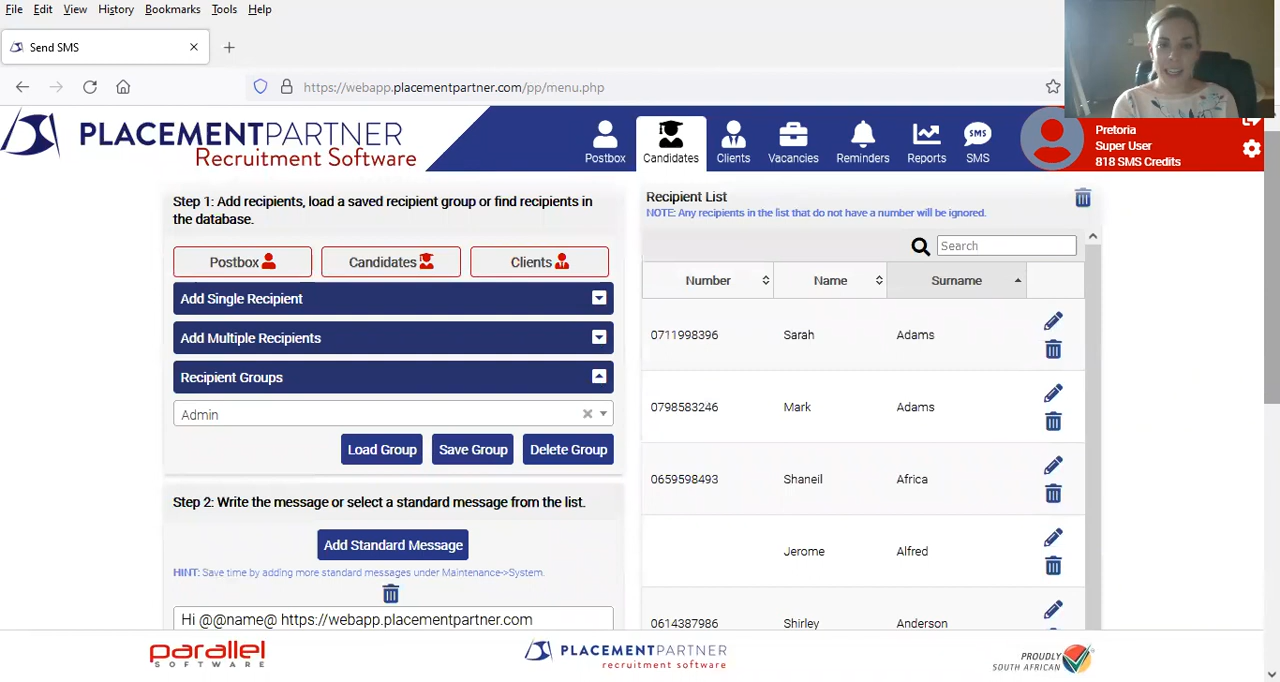 File Edit View History Bookmarks Tools Help
Send SMS
https://webapp.placementpartner.com/pp/menu.php
PLACEMENTPARTNER
Recruitment Software
Postbox
Candidates
Clients
Vacancies
Reminders
Reports
SMS
SMS
Pretoria
Super User
818 SMS Credits
Step 1: Add recipients, load a saved recipient group or find recipients in
the database.
Postbox
Candidates
Clients
Add Single Recipient
Add Multiple Recipients
Recipient Groups
Admin
Load Group
Save Group
Delete Group
Step 2: Write the message or select a standard message from the list.
Add Standard Message
HINT: Save time by adding more standard messages under Maintenance->System.
Hi @@name@ https://webapp.placementpartner.com
Recipient List
NOTE: Any recipients in the list that do not have a number will be ignored.
Search
Number Name Surname
0711998396 Sarah Adams
0798583246 Mark Adams
0659598493 Shaneil Africa
Jerome Alfred
0614387986 Shirley Anderson
parallel
SOFTWARE
PLACEMENTPARTNER
recruitment software
PROUDLY
SOUTH AFRICAN